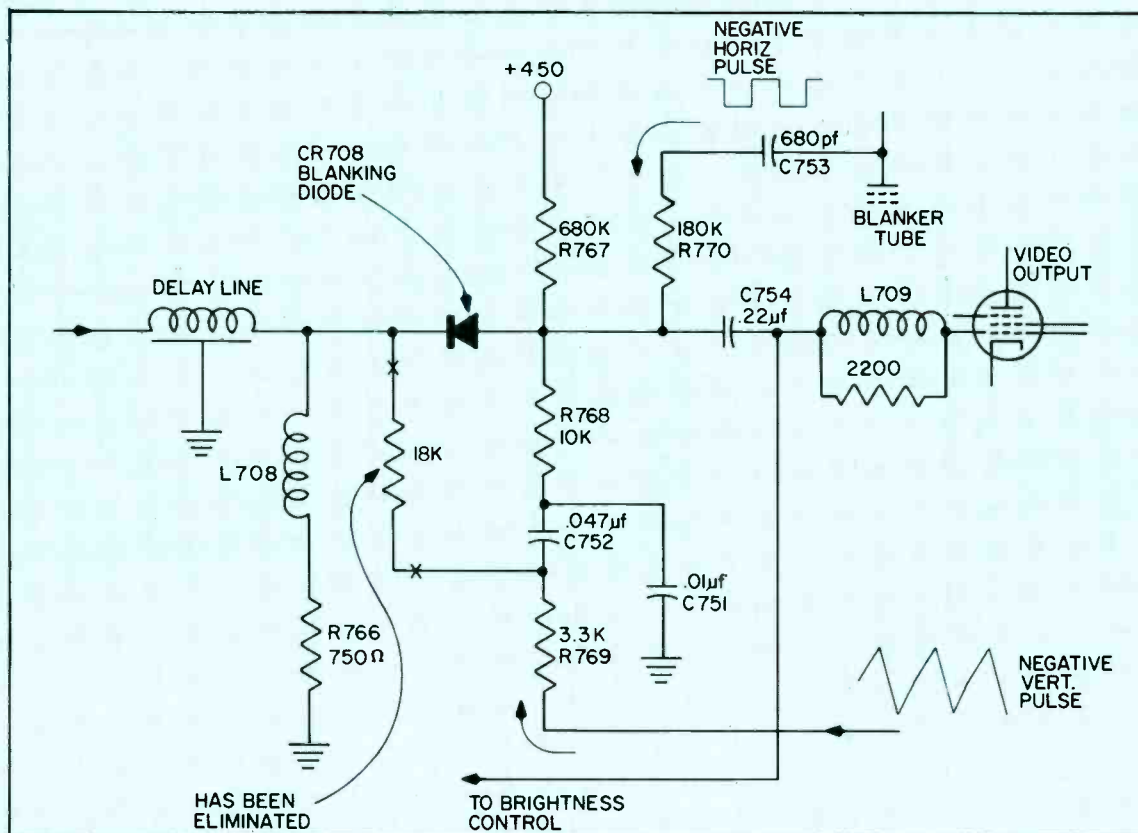 NEGATIVE
HORIZ
PULSE
+450
680pf
C753
CR708
BLANKING
DIODE
680K
R767
180K
R770
BLANKER
TUBE
VIDEO
OUTPUT
DELAY LINE
C754
.22µf
L709
2200
R768
10K
L708
18K
.047µf
C752
.01µf
C751
R766
750Ω
3.3K
R769
NEGATIVE
VERT.
PULSE
HAS BEEN
ELIMINATED
TO BRIGHTNESS
CONTROL